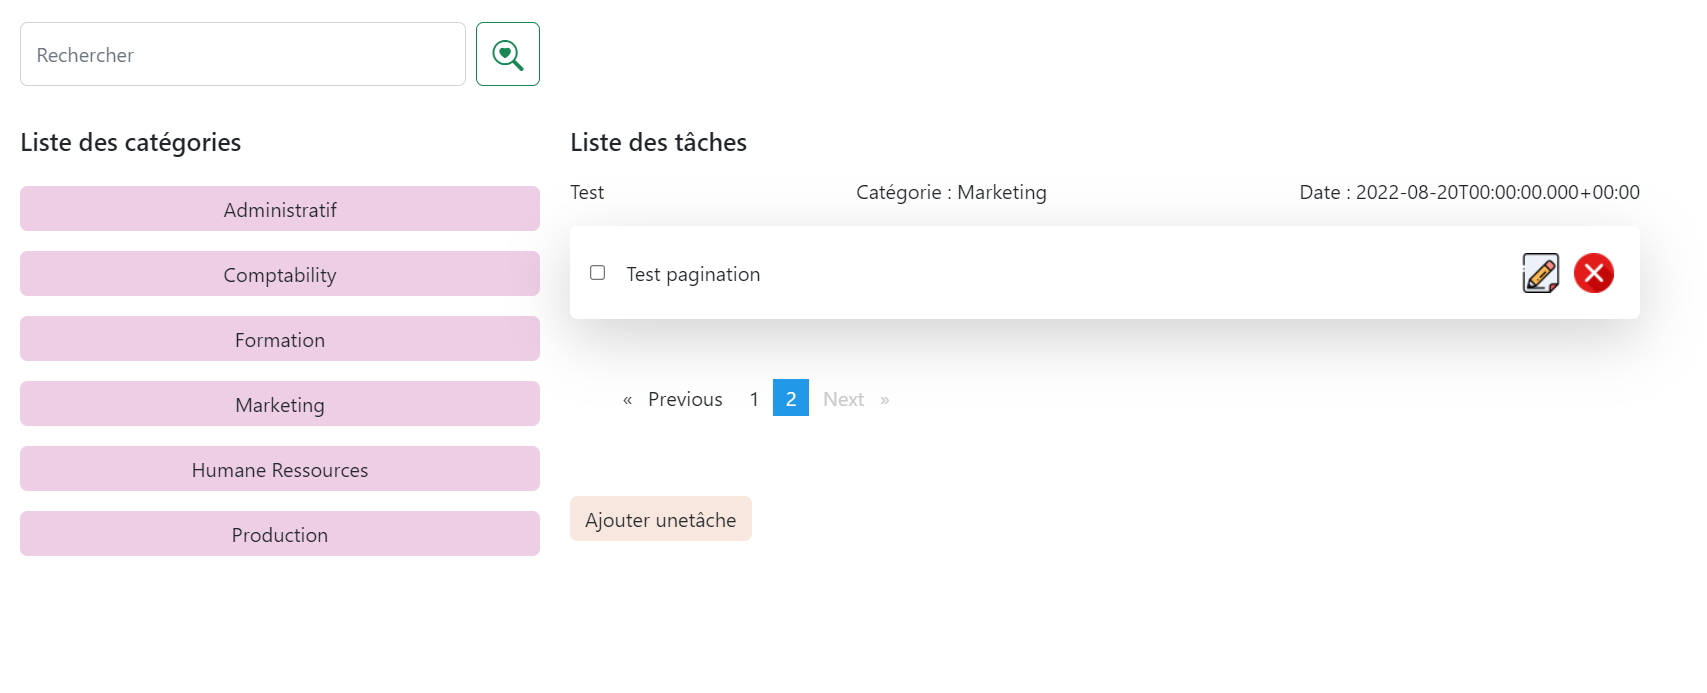 Rechercher
Liste des catégories
Administratif
Comptability
Formation
Marketing
Humane Ressources
Production
Liste des tâches
Test Catégorie : Marketing Date : 2022-08-20T00:00:00.000+00:00
Test pagination
« Previous 1 2 Next »
Ajouter unetâche